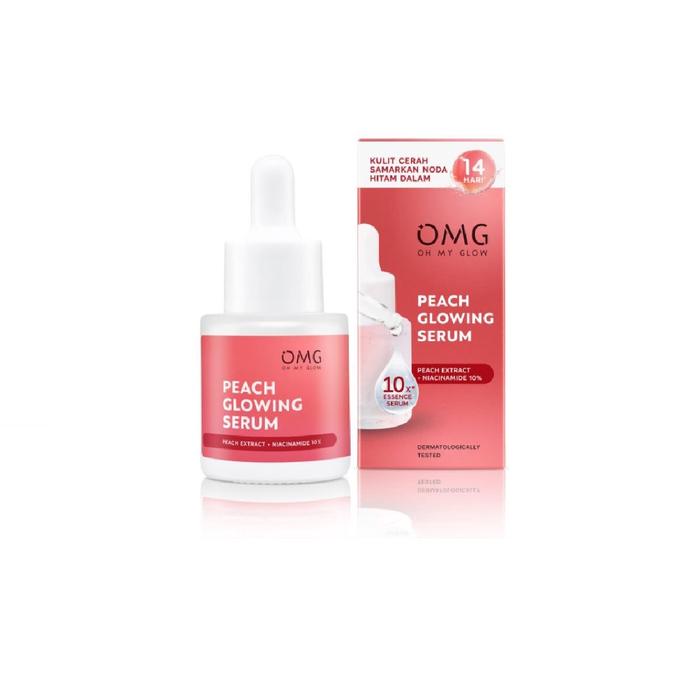 OMG
OH MY GLOW
PEACH
GLOWING
SERUM
PEACH EXTRACT + NIACINAMIDE 10%
KULIT CERAH
SAMARKAN NODA
HITAM DALAM
14
HARI
OMG
OH MY GLOW
PEACH
GLOWING
SERUM
PEACH EXTRACT
+ NIACINAMIDE 10%
10x*
ESSENCE
SERUM
DERMATOLOGICALLY
TESTED